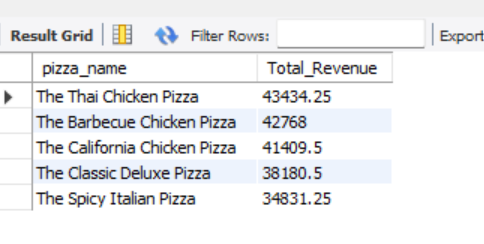 Result Grid Filter Rows: Export
pizza_name Total_Revenue
The Thai Chicken Pizza 43434.25
The Barbecue Chicken Pizza 42768
The California Chicken Pizza 41409.5
The Classic Deluxe Pizza 38180.5
The Spicy Italian Pizza 34831.25